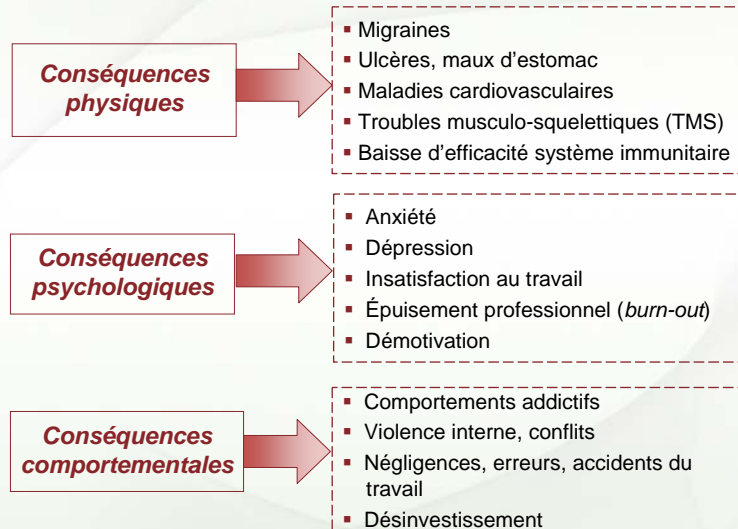 Conséquences
physiques
▪ Migraines
▪ Ulcères, maux d'estomac
▪ Maladies cardiovasculaires
▪ Troubles musculo-squelettiques (TMS)
▪ Baisse d'efficacité système immunitaire
Conséquences
psychologiques
▪ Anxiété
▪ Dépression
▪ Insatisfaction au travail
▪ Épuisement professionnel (burn-out)
▪ Démotivation
Conséquences
comportementales
▪ Comportements addictifs
▪ Violence interne, conflits
▪ Négligences, erreurs, accidents du
travail
▪ Désinvestissement